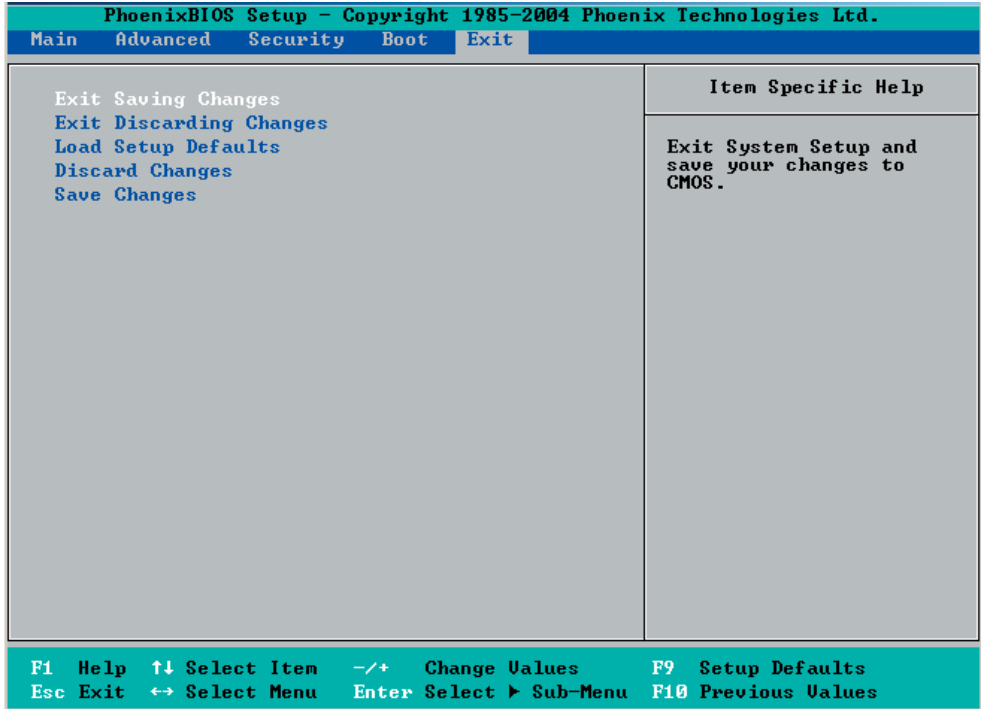 PhoenixBIOS Setup – Copyright 1985-2004 Phoenix Technologies Ltd.
Main Advanced Security Boot Exit
Exit Saving Changes
Exit Discarding Changes
Load Setup Defaults
Discard Changes
Save Changes
Item Specific Help
Exit System Setup and
save your changes to
CMOS.
F1 Help ↑↓ Select Item -/+ Change Values F9 Setup Defaults
Esc Exit ↔ Select Menu Enter Select ▶ Sub-Menu F10 Previous Values